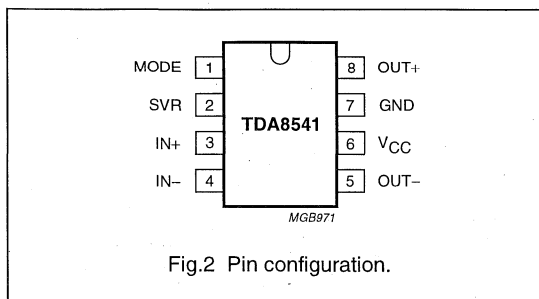 MODE 1 8 OUT+
SVR 2 7 GND
TDA8541
IN+ 3 6 VCC
IN− 4 5 OUT−
MGB971
Fig.2 Pin configuration.